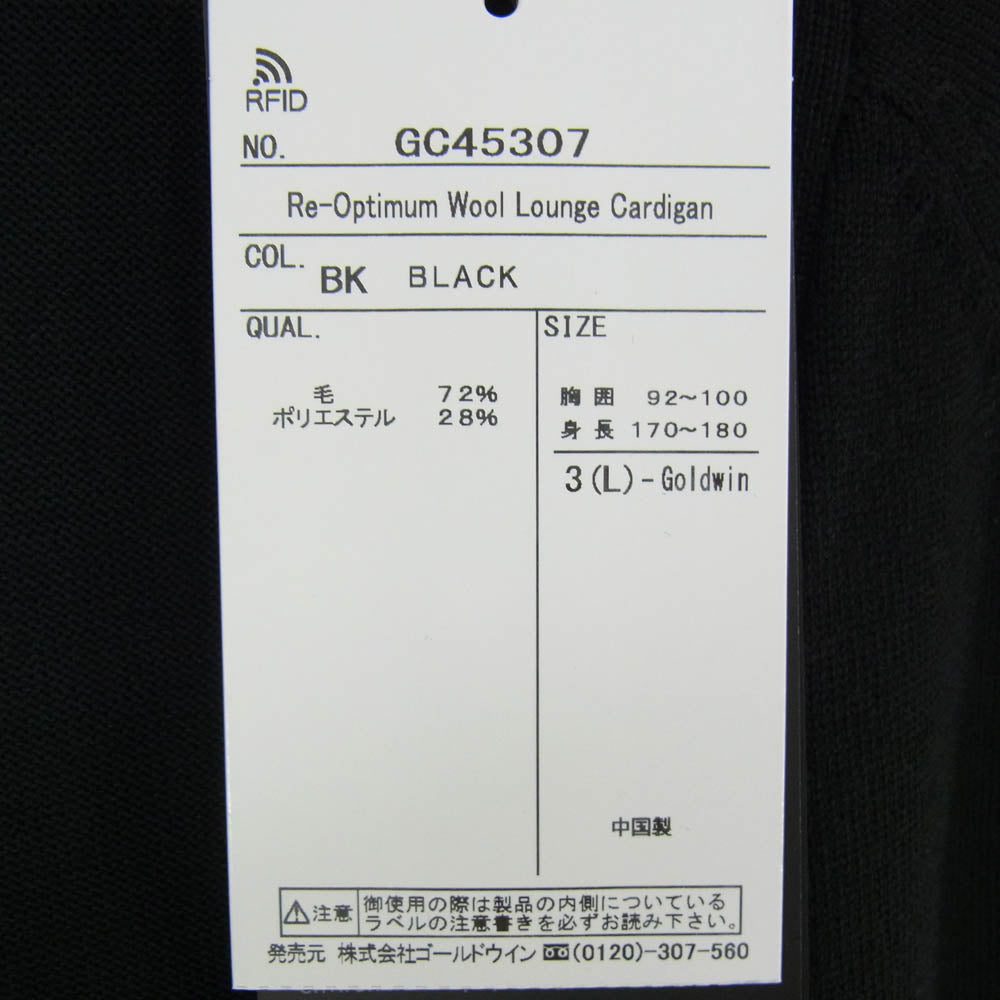 RFID
NO. GC45307
Re-Optimum Wool Lounge Cardigan
COL. BK BLACK
QUAL.
毛 72%
ポリエステル 28%
SIZE
胸囲 92~100
身長 170~180
3(L)-Goldwin
中国製
注意 御使用の際は製品の内側についている
ラベルの注意書きを必ずお読み下さい。
発売元 株式会社ゴールドウイン (0120)-307-560